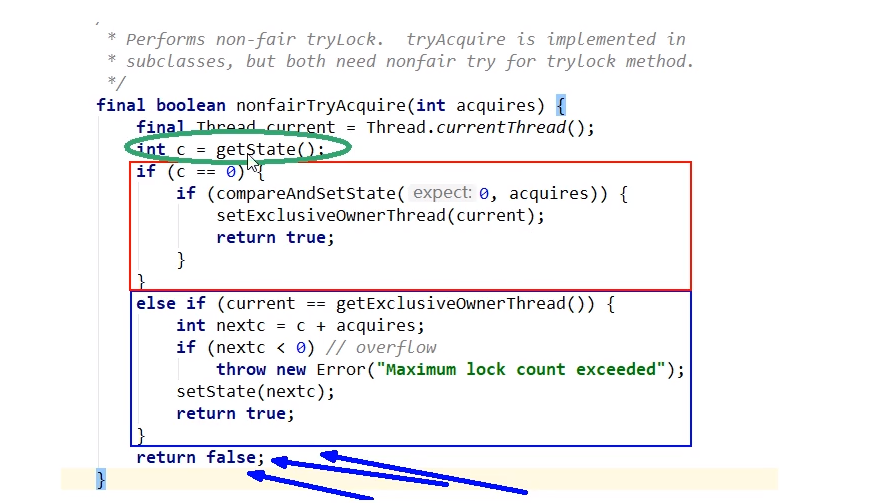 * Performs non-fair tryLock.  tryAcquire is implemented in
* subclasses, but both need nonfair try for trylock method.
*/
final boolean nonfairTryAcquire(int acquires) {
final Thread current = Thread.currentThread();
int c = getState();
if (c == 0) {
if (compareAndSetState( expect: 0, acquires)) {
setExclusiveOwnerThread(current);
return true;
}
}
else if (current == getExclusiveOwnerThread()) {
int nextc = c + acquires;
if (nextc < 0) // overflow
throw new Error("Maximum lock count exceeded");
setState(nextc);
return true;
}
return false;
}